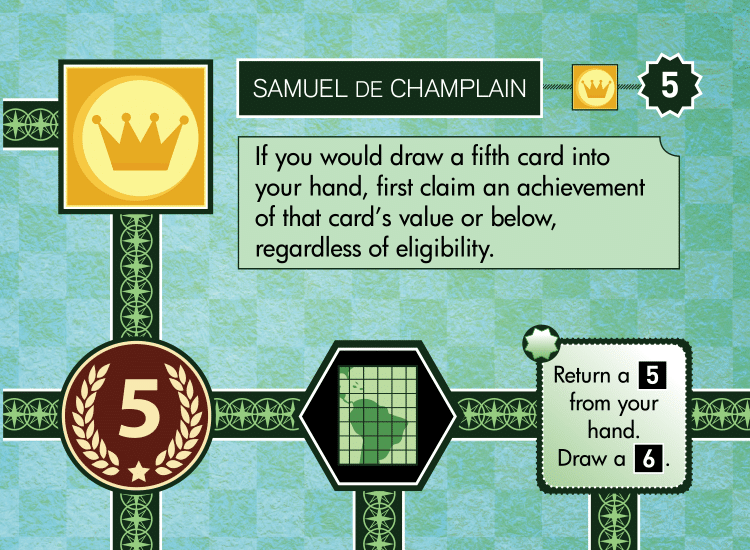 SAMUEL DE CHAMPLAIN
5
If you would draw a fifth card into
your hand, first claim an achievement
of that card's value or below,
regardless of eligibility.
5
Return a 5
from your
hand.
Draw a 6.